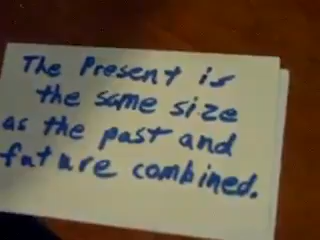 The Present is
the same size
as the past and
future combined.